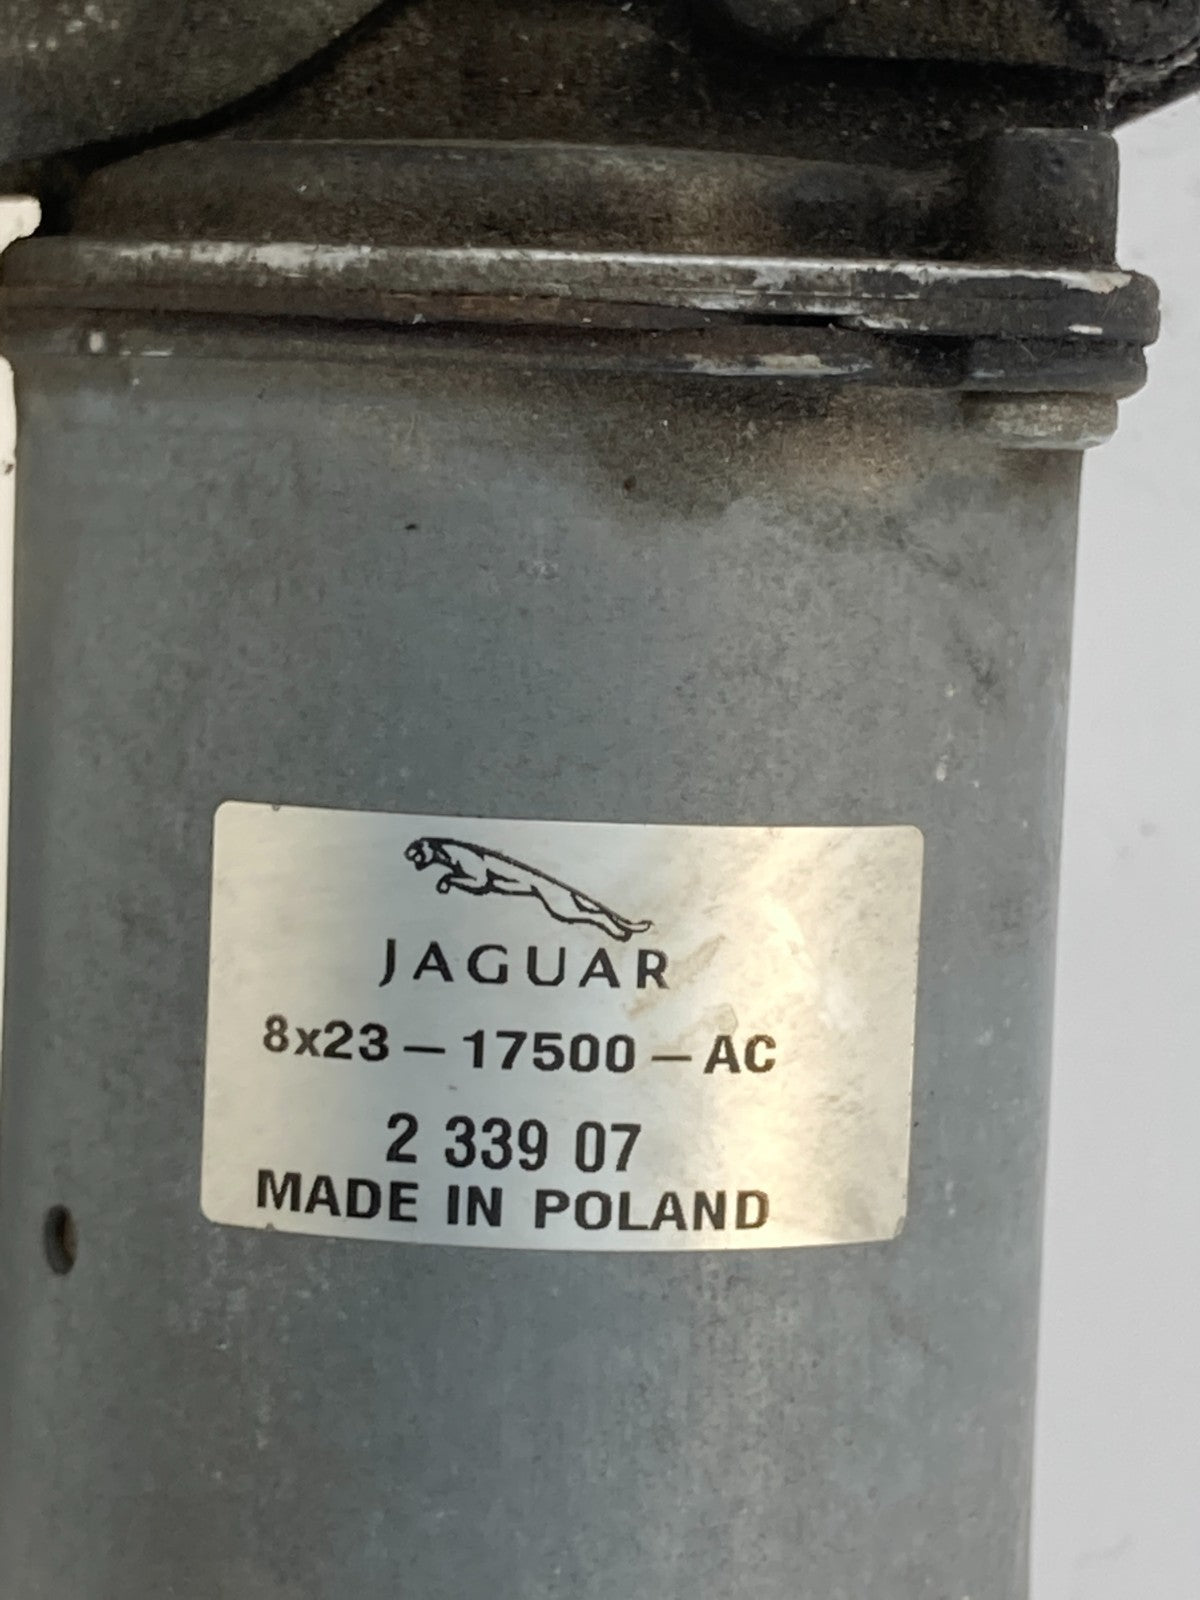 JAGUAR
8x23-17500-AC
2 339 07
MADE IN POLAND